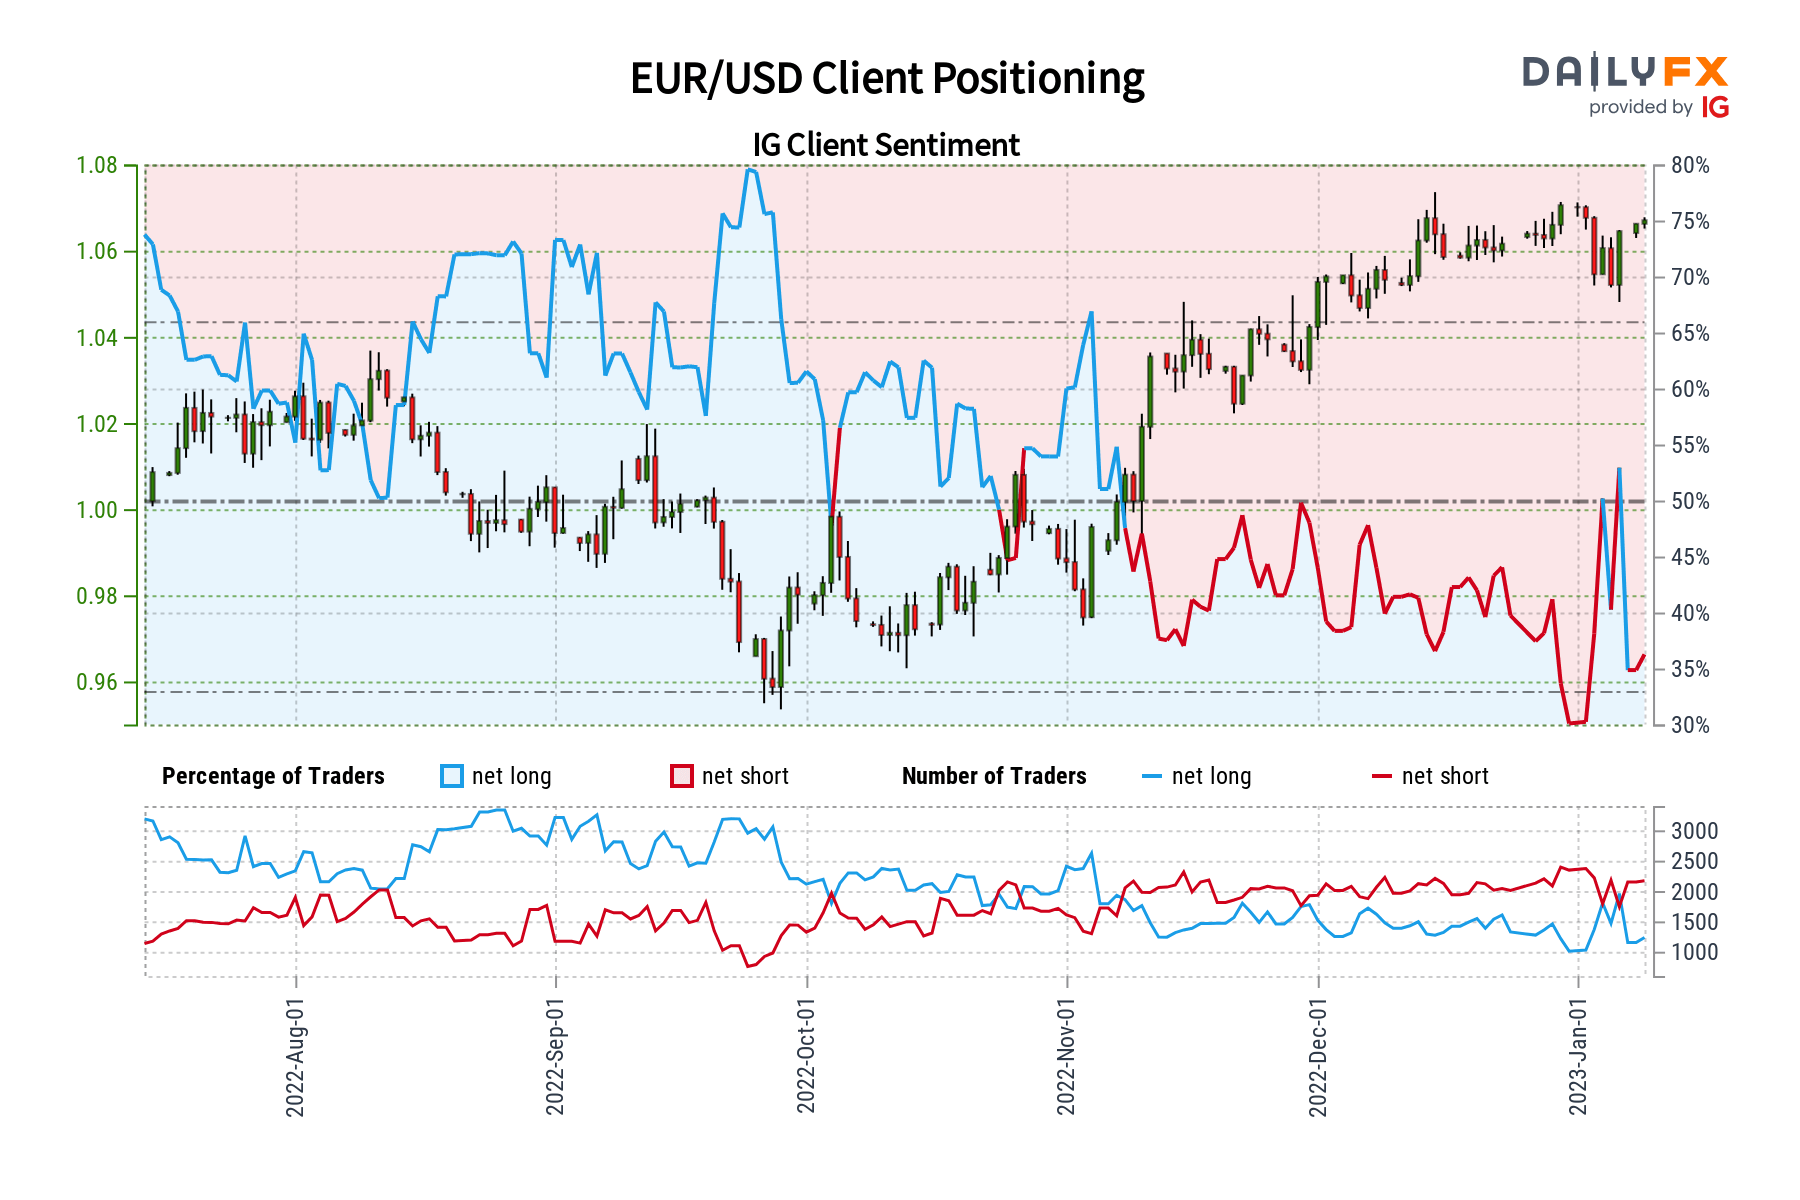 EUR/USD Client Positioning
DAILYFX
provided by IG
IG Client Sentiment
1.08
1.06
1.04
1.02
1.00
0.98
0.96
80%
75%
70%
65%
60%
55%
50%
45%
40%
35%
30%
Percentage of Traders net long net short Number of Traders net long net short
3000
2500
2000
1500
1000
2022-Aug-01
2022-Sep-01
2022-Oct-01
2022-Nov-01
2022-Dec-01
2023-Jan-01